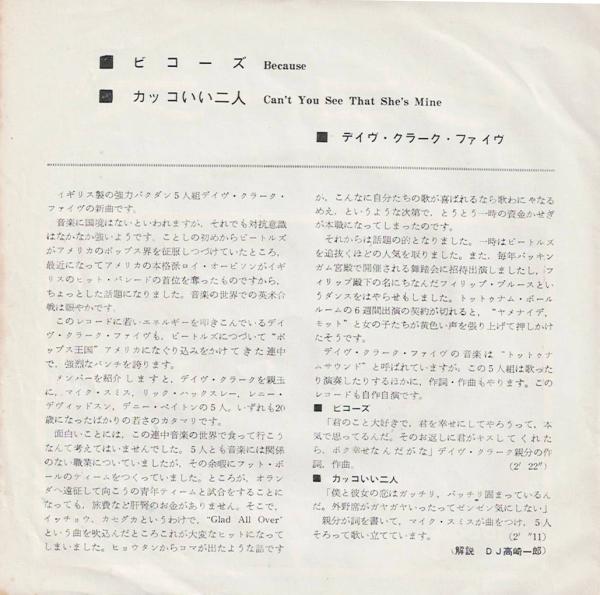 ■ ビコーズ Because
■ カッコいい二人 Can't You See That She's Mine
■ デイヴ・クラーク・ファイヴ
イギリス製の強力バクダン5人組デイヴ・クラーク・
ファイヴの新曲です。
音楽に国境はないといわれますが、それでも対抗意識
はなかなか強いようです。ことしの初めからビートルズ
がアメリカのポップス界を征服しつづけていたところ、
最近になってアメリカの本格派ロイ・オービソンがイギ
リスのヒット・パレードの首位を奪ったものですから、
ちょっとした話題になりました。音楽の世界での英米合
戦は賑やかです。
このレコードに若いエネルギーを叩きこんでいるデイ
ヴ・クラーク・ファイヴも、ビートルズにつづいて“ポ
ップス王国”アメリカになぐり込みをかけてきた連中
で、強烈なパンチを誇ります。
メンバーを紹介しますと、デイヴ・クラークを親玉
に、マイク・スミス、リック・ハックスレー、レニー・
デヴィッドスン、デニー・ペイトンの5人。いずれも20
歳になったばかりの若さのカタマリです。
面白いことには、この連中音楽の世界で食って行こう
なんて考えてはいませんでした。5人とも音楽には関係
のない職業についていましたが、その余暇にフット・ボ
ールのティームをつくっていました。ところが、オラン
ダへ遠征して向こうの青年ティームと試合をすることに
なっても、旅費など肝腎のお金がありません。そこで、
イッチョウ、カセグカというわけで、“Glad All Over”
という曲を吹込んだところこれが大変なヒットになって
しまいました。ヒョウタンからコマが出たような話です
が、こんなに自分たちの歌が喜ばれるなら歌わにゃなる
めえ、というような次第で、とうとう一時の資金かせぎ
が本職になってしまったのです。
それからは話題の的となりました。一時はビートルズ
を追抜くほどの人気を取りました。また、毎年バッキン
ガム宮殿で開催される舞踏会に招待出演しましたし、フ
ィリップ殿下の名にちなんだフィリップ・ブルースとい
うダンスをはやらせもしました。トットゥナム・ボール
ルームの6週間出演の契約が切れると、“ヤメナイデ、
モット”と女の子たちが黄色い声を張り上げて押しかけ
たそうです。
デイヴ・クラーク・ファイヴの音楽は“トットゥナ
ムサウンド”と呼ばれていますが、この5人組は歌った
り演奏したりするほかに、作詞・作曲もやります。この
レコードも自作自演です。
■ ビコーズ
「君のこと大好きで、君を幸せにしてやろうって、本
気で思ってるんだ。そのお返しに君がキスしてくれた
ら、ボク幸せなんだがな」デイヴ・クラーク親分の作
詞、作曲。 (2′ 22″)
■ カッコいい二人
「僕と彼女の恋はガッチリ、バッチリ固まっているん
だ。外野席がガヤガヤいったってゼンゼン気にしない」
親分が詞を書いて、マイク・スミスが曲をつけ、5人
そろって歌い立てています。 (2′ ″11)
(解説 DJ高崎一郎)